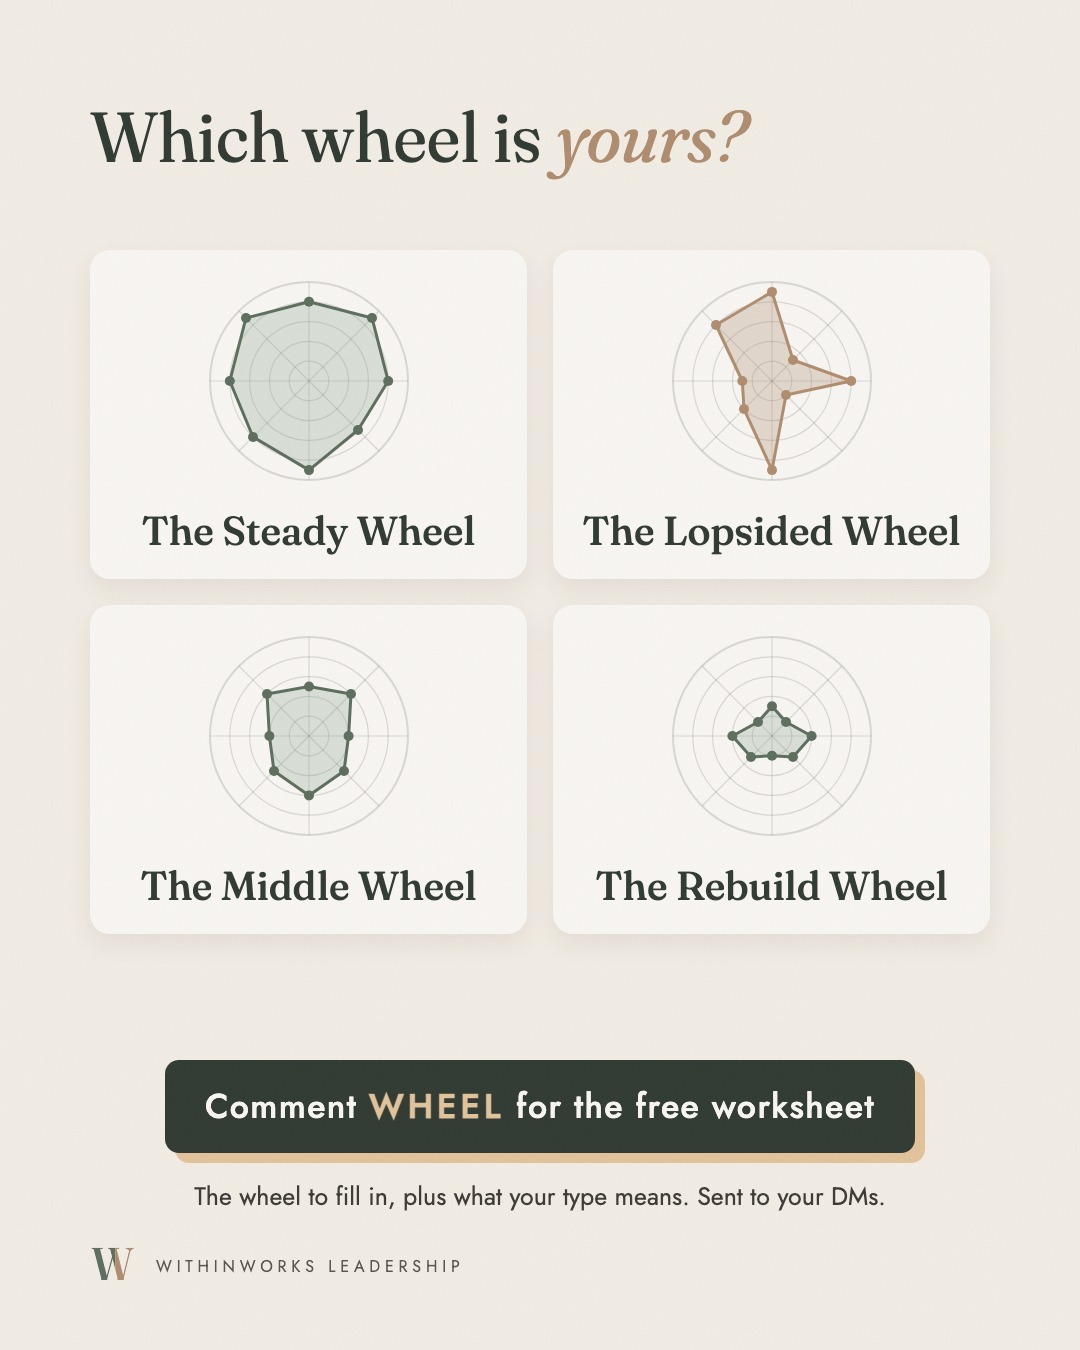 Which wheel is yours?
The Steady Wheel
The Lopsided Wheel
The Middle Wheel
The Rebuild Wheel
Comment WHEEL for the free worksheet
The wheel to fill in, plus what your type means. Sent to your DMs.
W WITHINWORKS LEADERSHIP